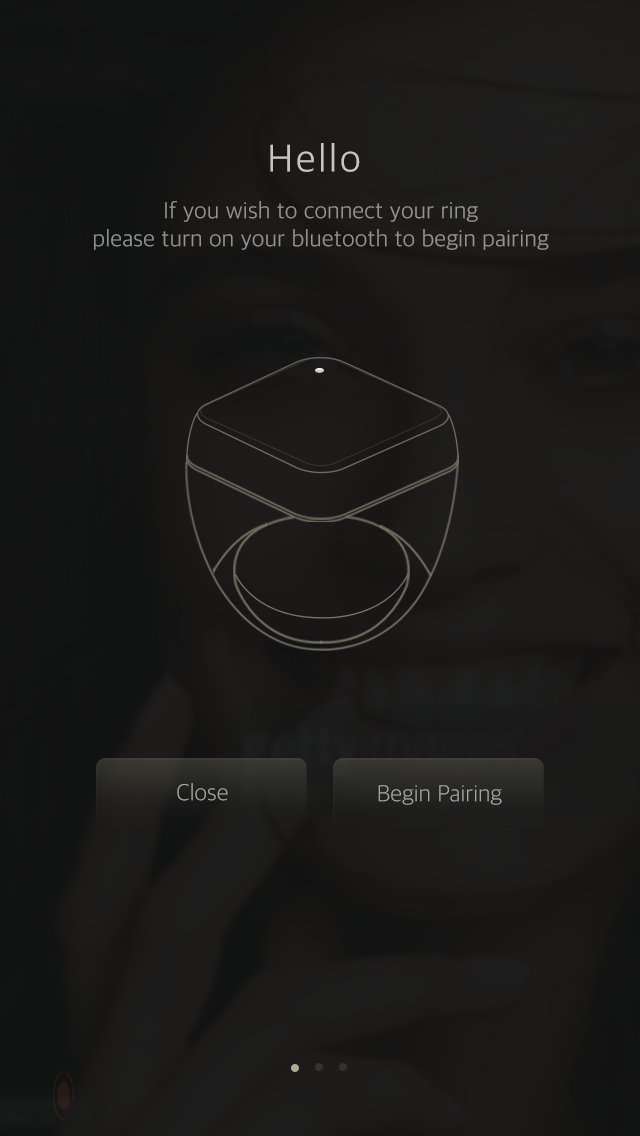 Hello
If you wish to connect your ring
please turn on your bluetooth to begin pairing
gettyimages
Close
Begin Pairing